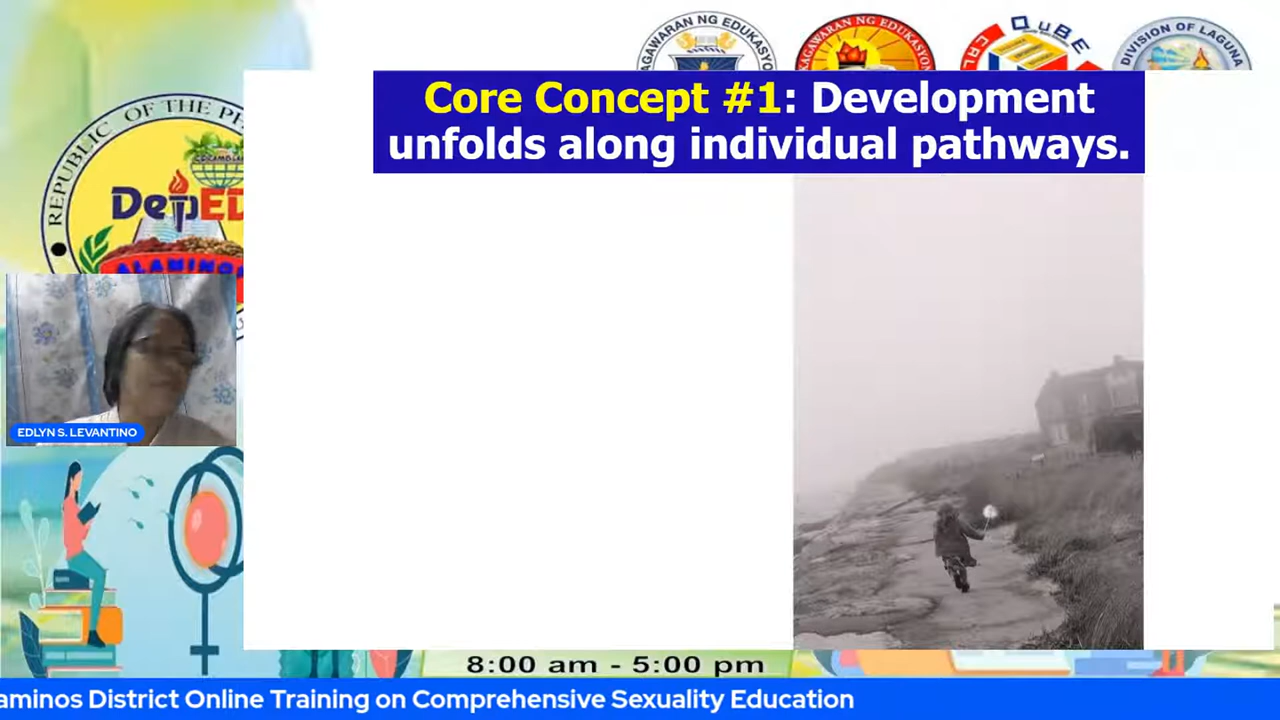 KAGAWARAN NG EDUKASYON
KAGAWARAN NG EDUKASYON
QuBE
DIVISION OF LAGUNA
Core Concept #1: Development
unfolds along individual pathways.
REPUBLIC OF THE
DepED
EDLYN S. LEVANTINO
8:00 am - 5:00 pm
aminos District Online Training on Comprehensive Sexuality Education